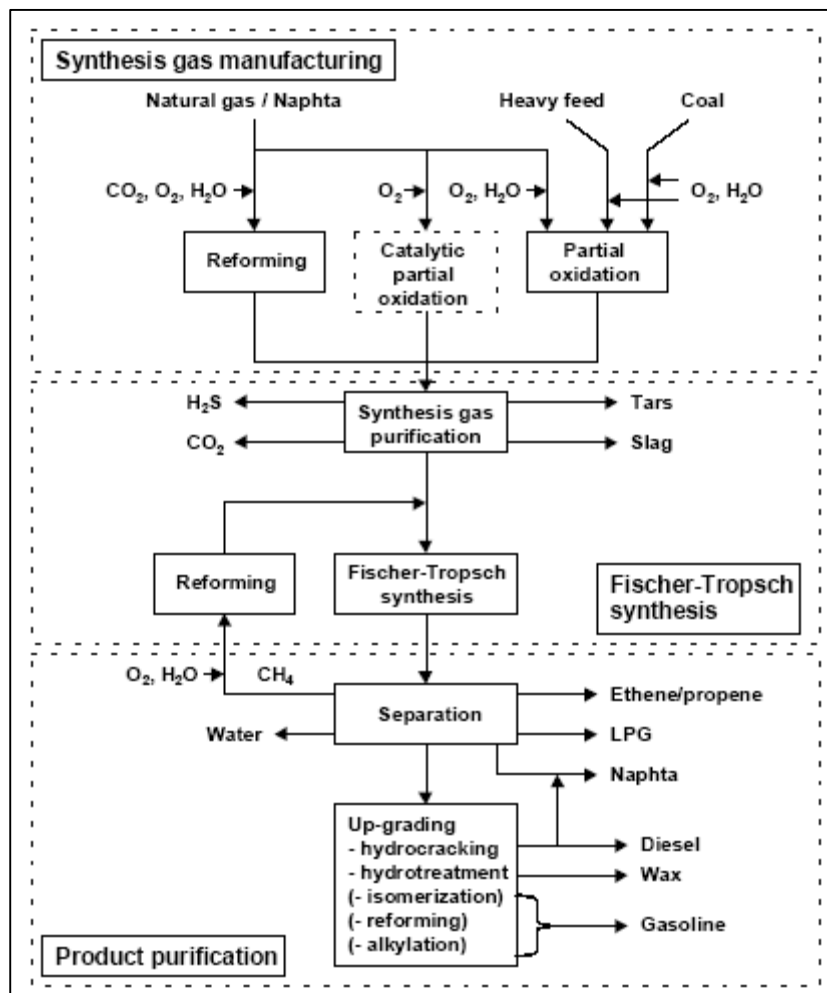 Synthesis gas manufacturing
Natural gas / Naphta
Heavy feed
Coal
CO₂, O₂, H₂O
O₂
O₂, H₂O
O₂, H₂O
Reforming
Catalytic
partial
oxidation
Partial
oxidation
H₂S
CO₂
Synthesis gas
purification
Tars
Slag
Reforming
Fischer-Tropsch
synthesis
Fischer-Tropsch
synthesis
O₂, H₂O
CH₄
Water
Separation
Ethene/propene
LPG
Naphta
Up-grading
- hydrocracking
- hydrotreatment
(- isomerization)
(- reforming)
(- alkylation)
Diesel
Wax
Gasoline
Product purification